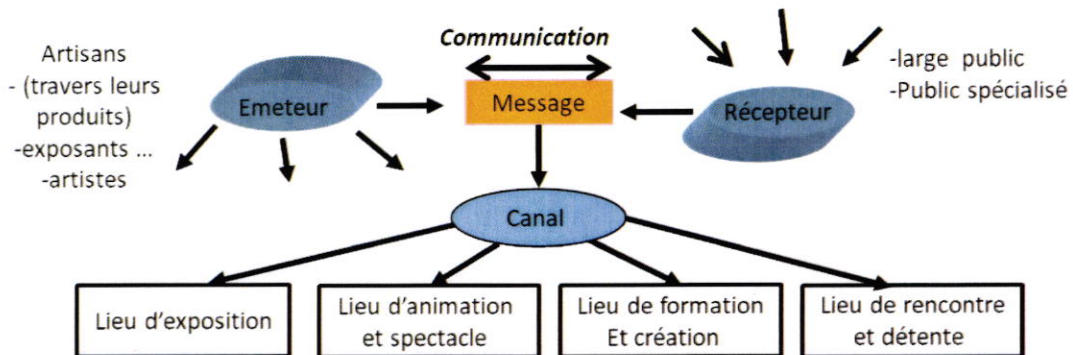 Artisans
- (travers leurs
produits)
-exposants ...
-artistes
Emeteur
Communication
Message
Récepteur
-large public
-Public spécialisé
Canal
Lieu d'exposition
Lieu d'animation
et spectacle
Lieu de formation
Et création
Lieu de rencontre
et détente